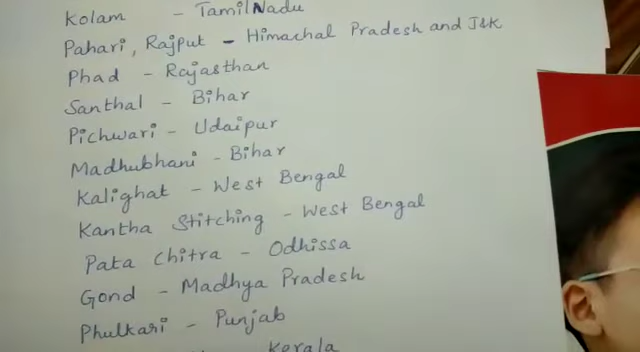 Kolam - TamilNadu
Pahari, Rajput - Himachal Pradesh and J&K
Phad - Rajasthan
Santhal - Bihar
Pichwari - Udaipur
Madhubhani - Bihar
Kalighat - West Bengal
Kantha Stitching - West Bengal
Pata Chitra - Odhissa
Gond - Madhya Pradesh
Phulkari - Punjab
Kerala